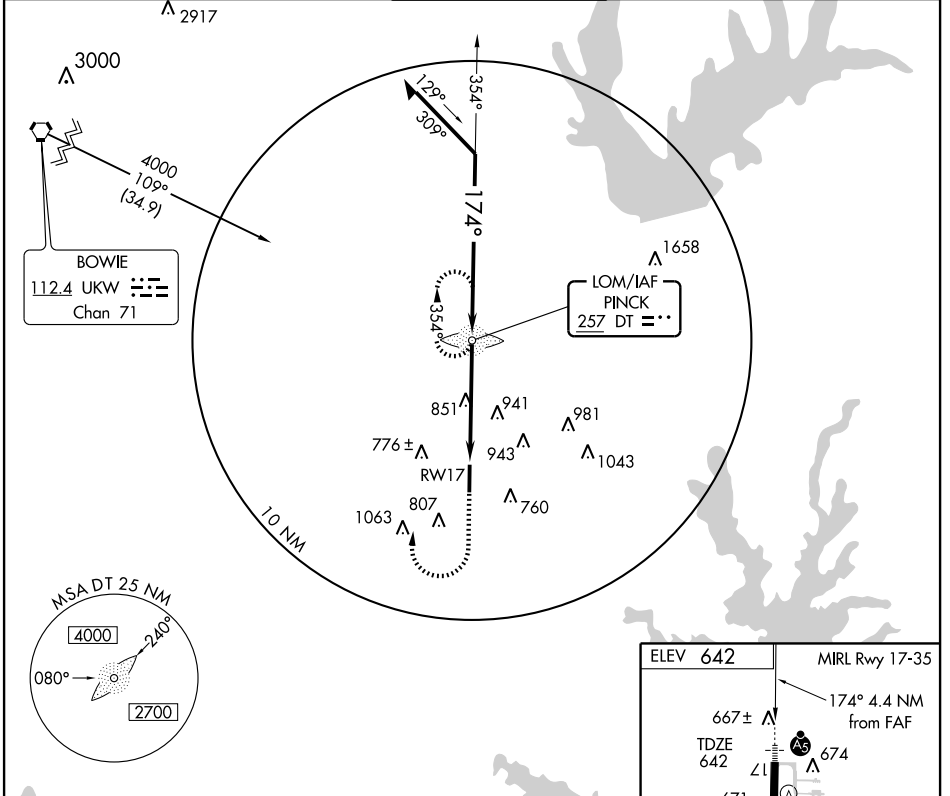 2917
3000
354°
129°
309°
4000
109°
(34.9)
174°
BOWIE
112.4 UKW
Chan 71
1658
LOM/IAF
PINCK
257 DT
354°
851
941
981
776 ±
943
1043
RW17
807
760
1063
10 NM
MSA DT 25 NM
4000
240°
080°
2700
ELEV 642
MIRL Rwy 17-35
174° 4.4 NM
from FAF
667 ±
TDZE
642
A5
674
17
A
671